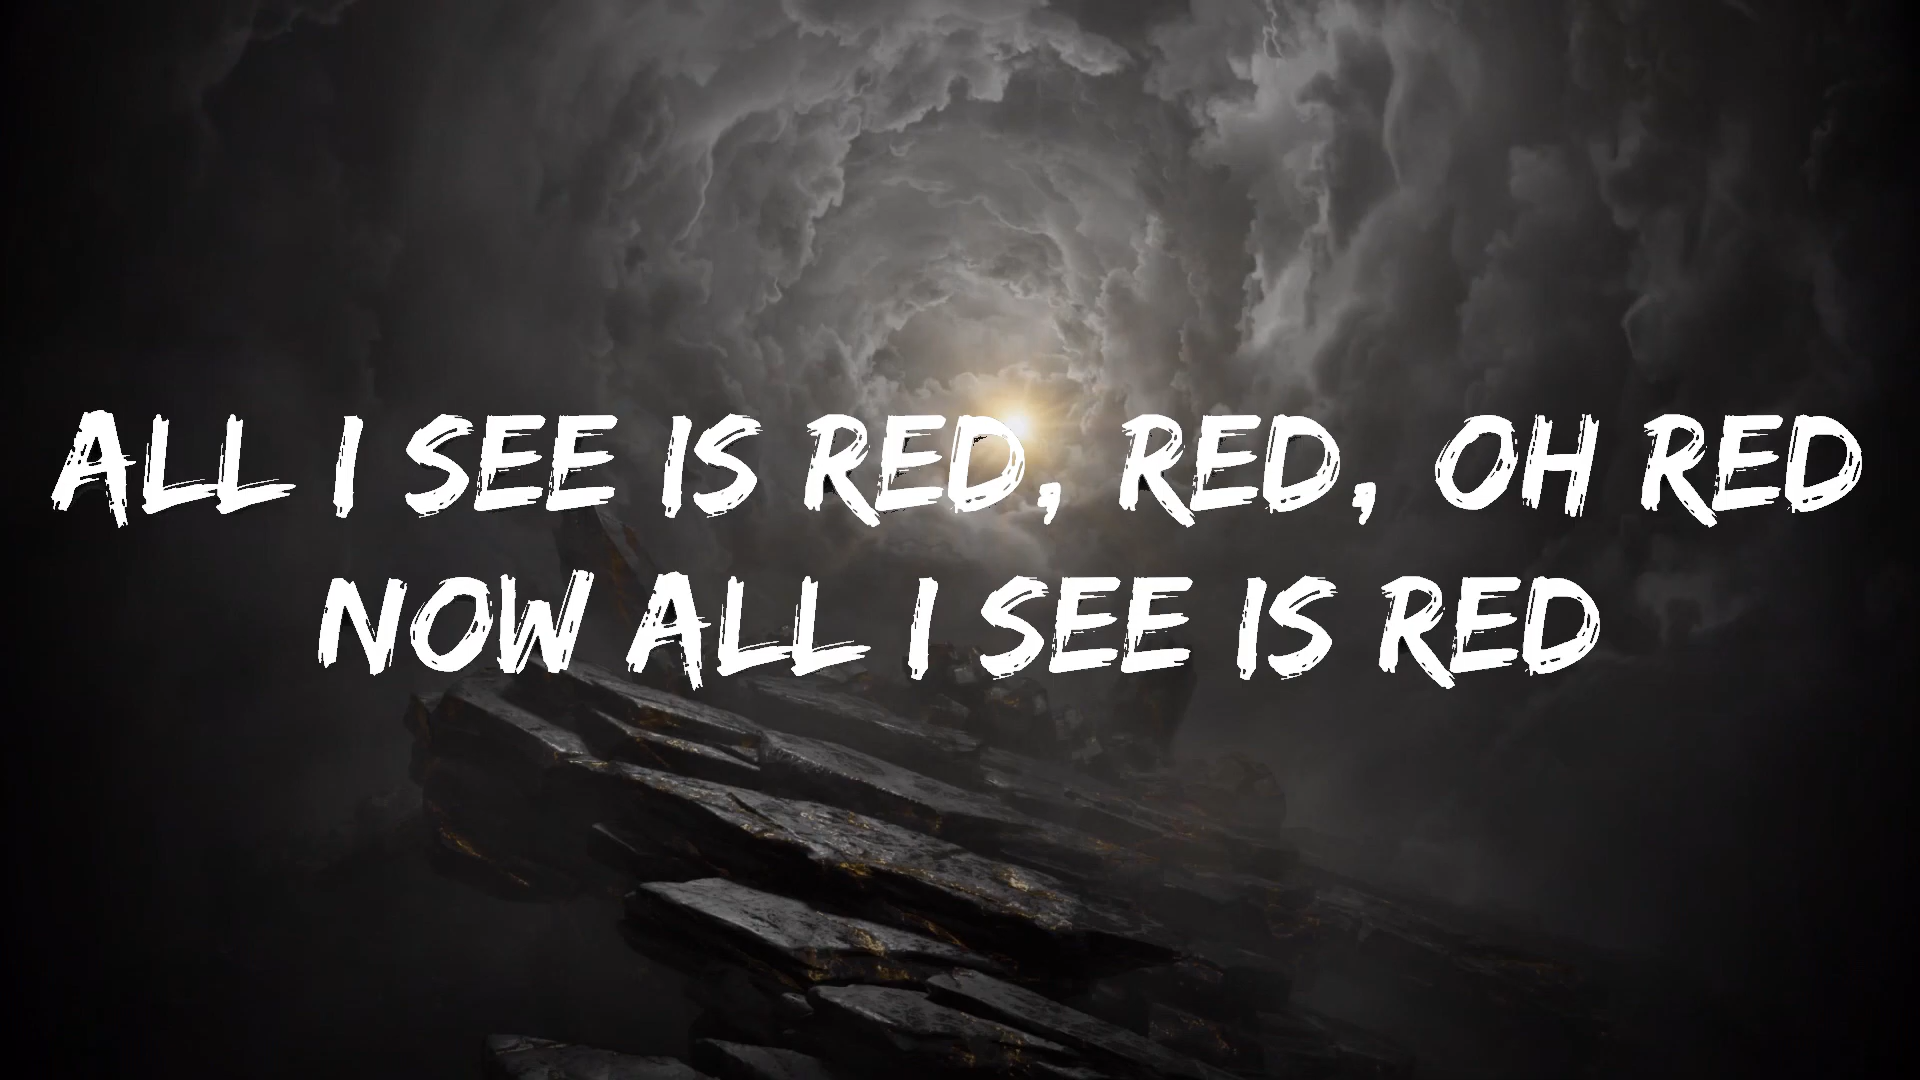 ALL I SEE IS RED, RED, OH RED
NOW ALL I SEE IS RED